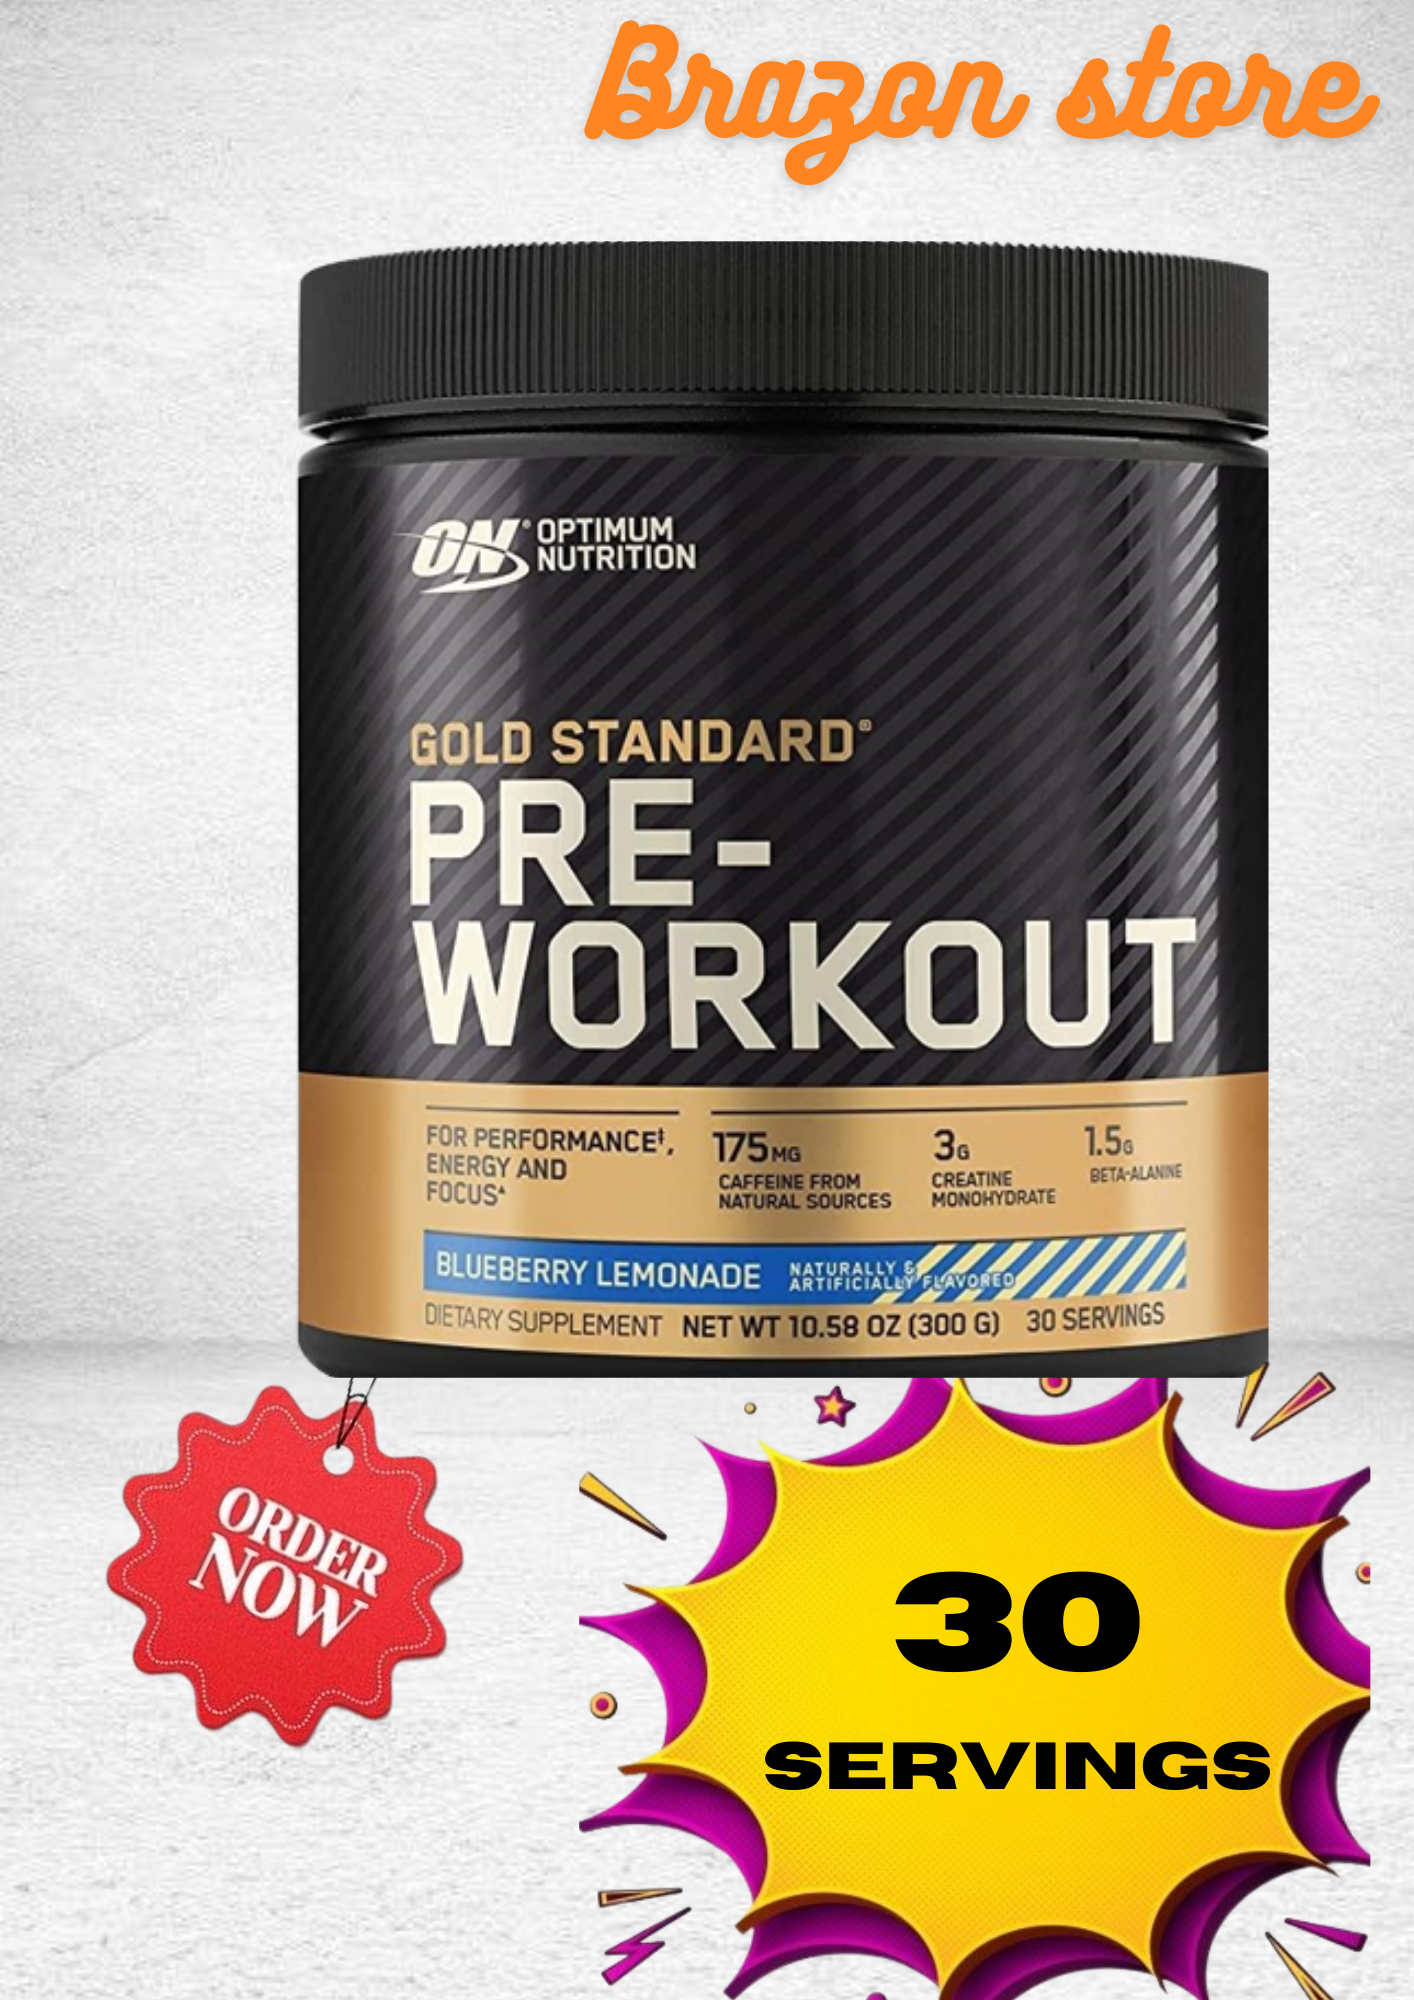 Brazon store
ON® OPTIMUM
NUTRITION
GOLD STANDARD®
PRE-
WORKOUT
FOR PERFORMANCE‡,
ENERGY AND
FOCUS▲
175MG
CAFFEINE FROM
NATURAL SOURCES
3G
CREATINE
MONOHYDRATE
1.5G
BETA-ALANINE
BLUEBERRY LEMONADE
NATURALLY &
ARTIFICIALLY FLAVORED
DIETARY SUPPLEMENT NET WT 10.58 OZ (300 G) 30 SERVINGS
ORDER
NOW
30
SERVINGS